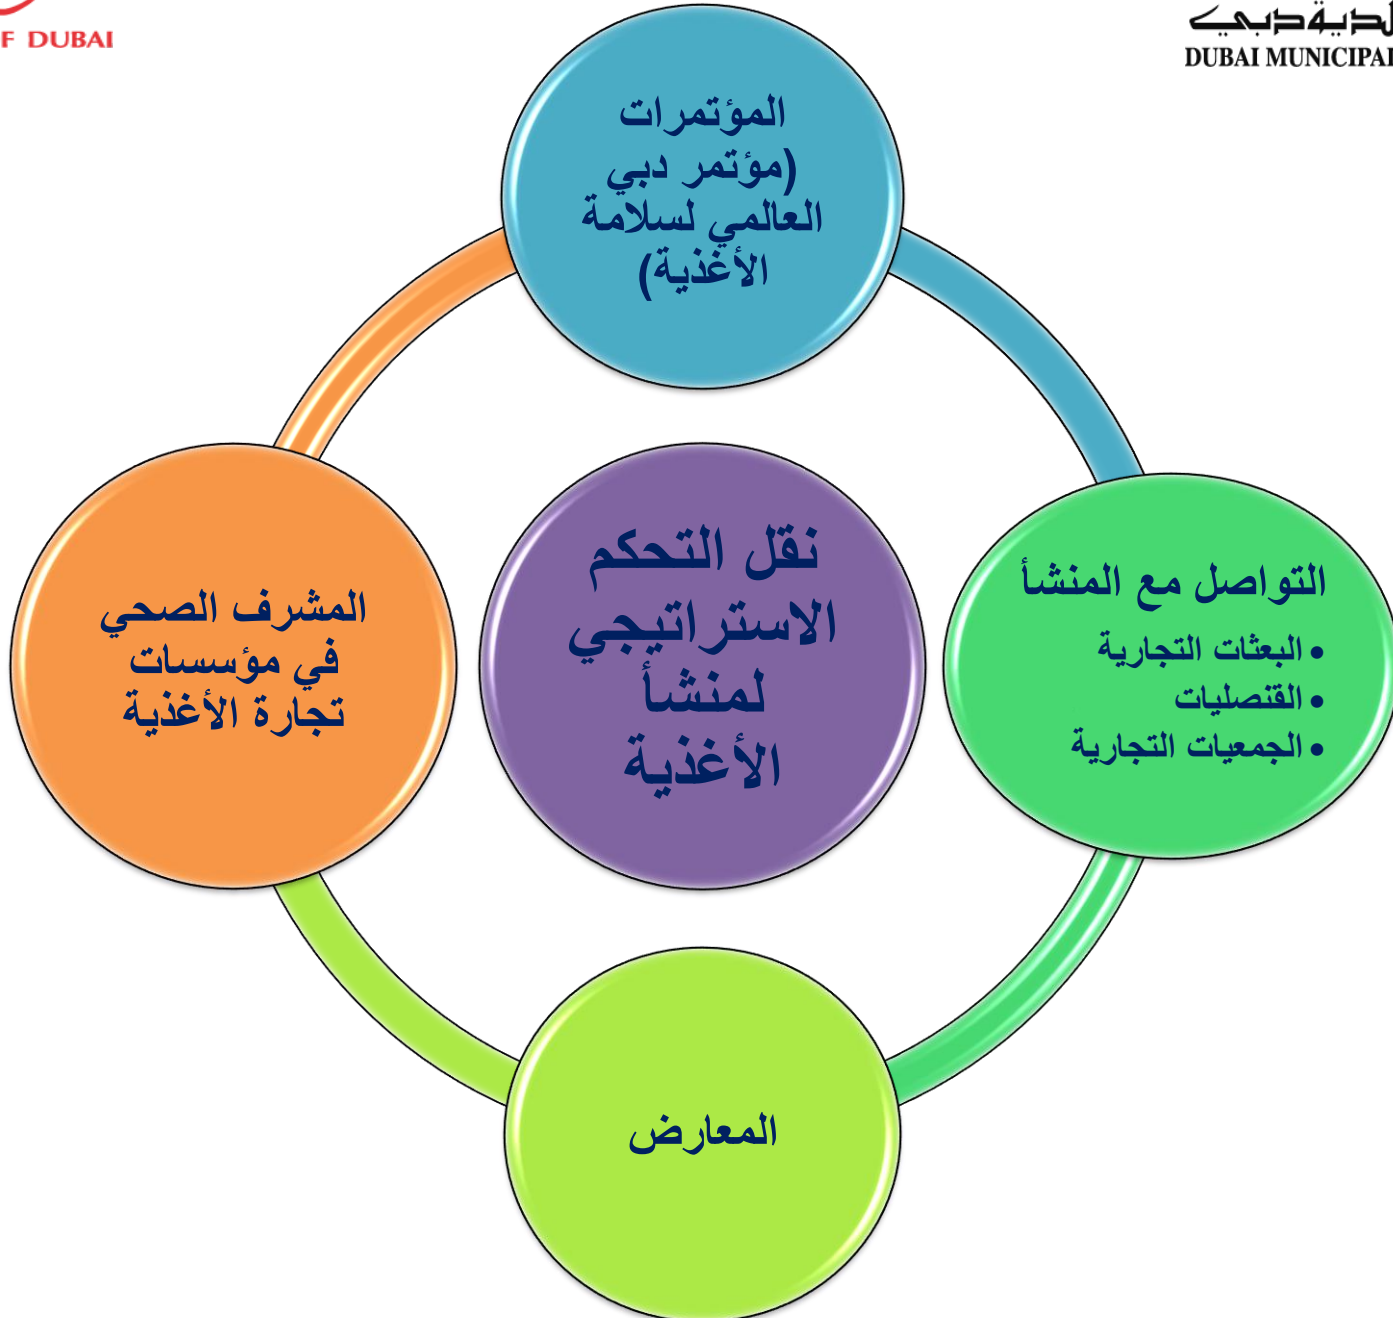 F DUBAI
لدية دبي
DUBAI MUNICIPAL
المؤتمرات
(مؤتمر دبي
العالمي لسلامة
الأغذية)
التواصل مع المنشأ
• البعثات التجارية
• القنصليات
• الجمعيات التجارية
نقل التحكم
الاستراتيجي
لمنشأ
الأغذية
المشرف الصحي
في مؤسسات
تجارة الأغذية
المعارض